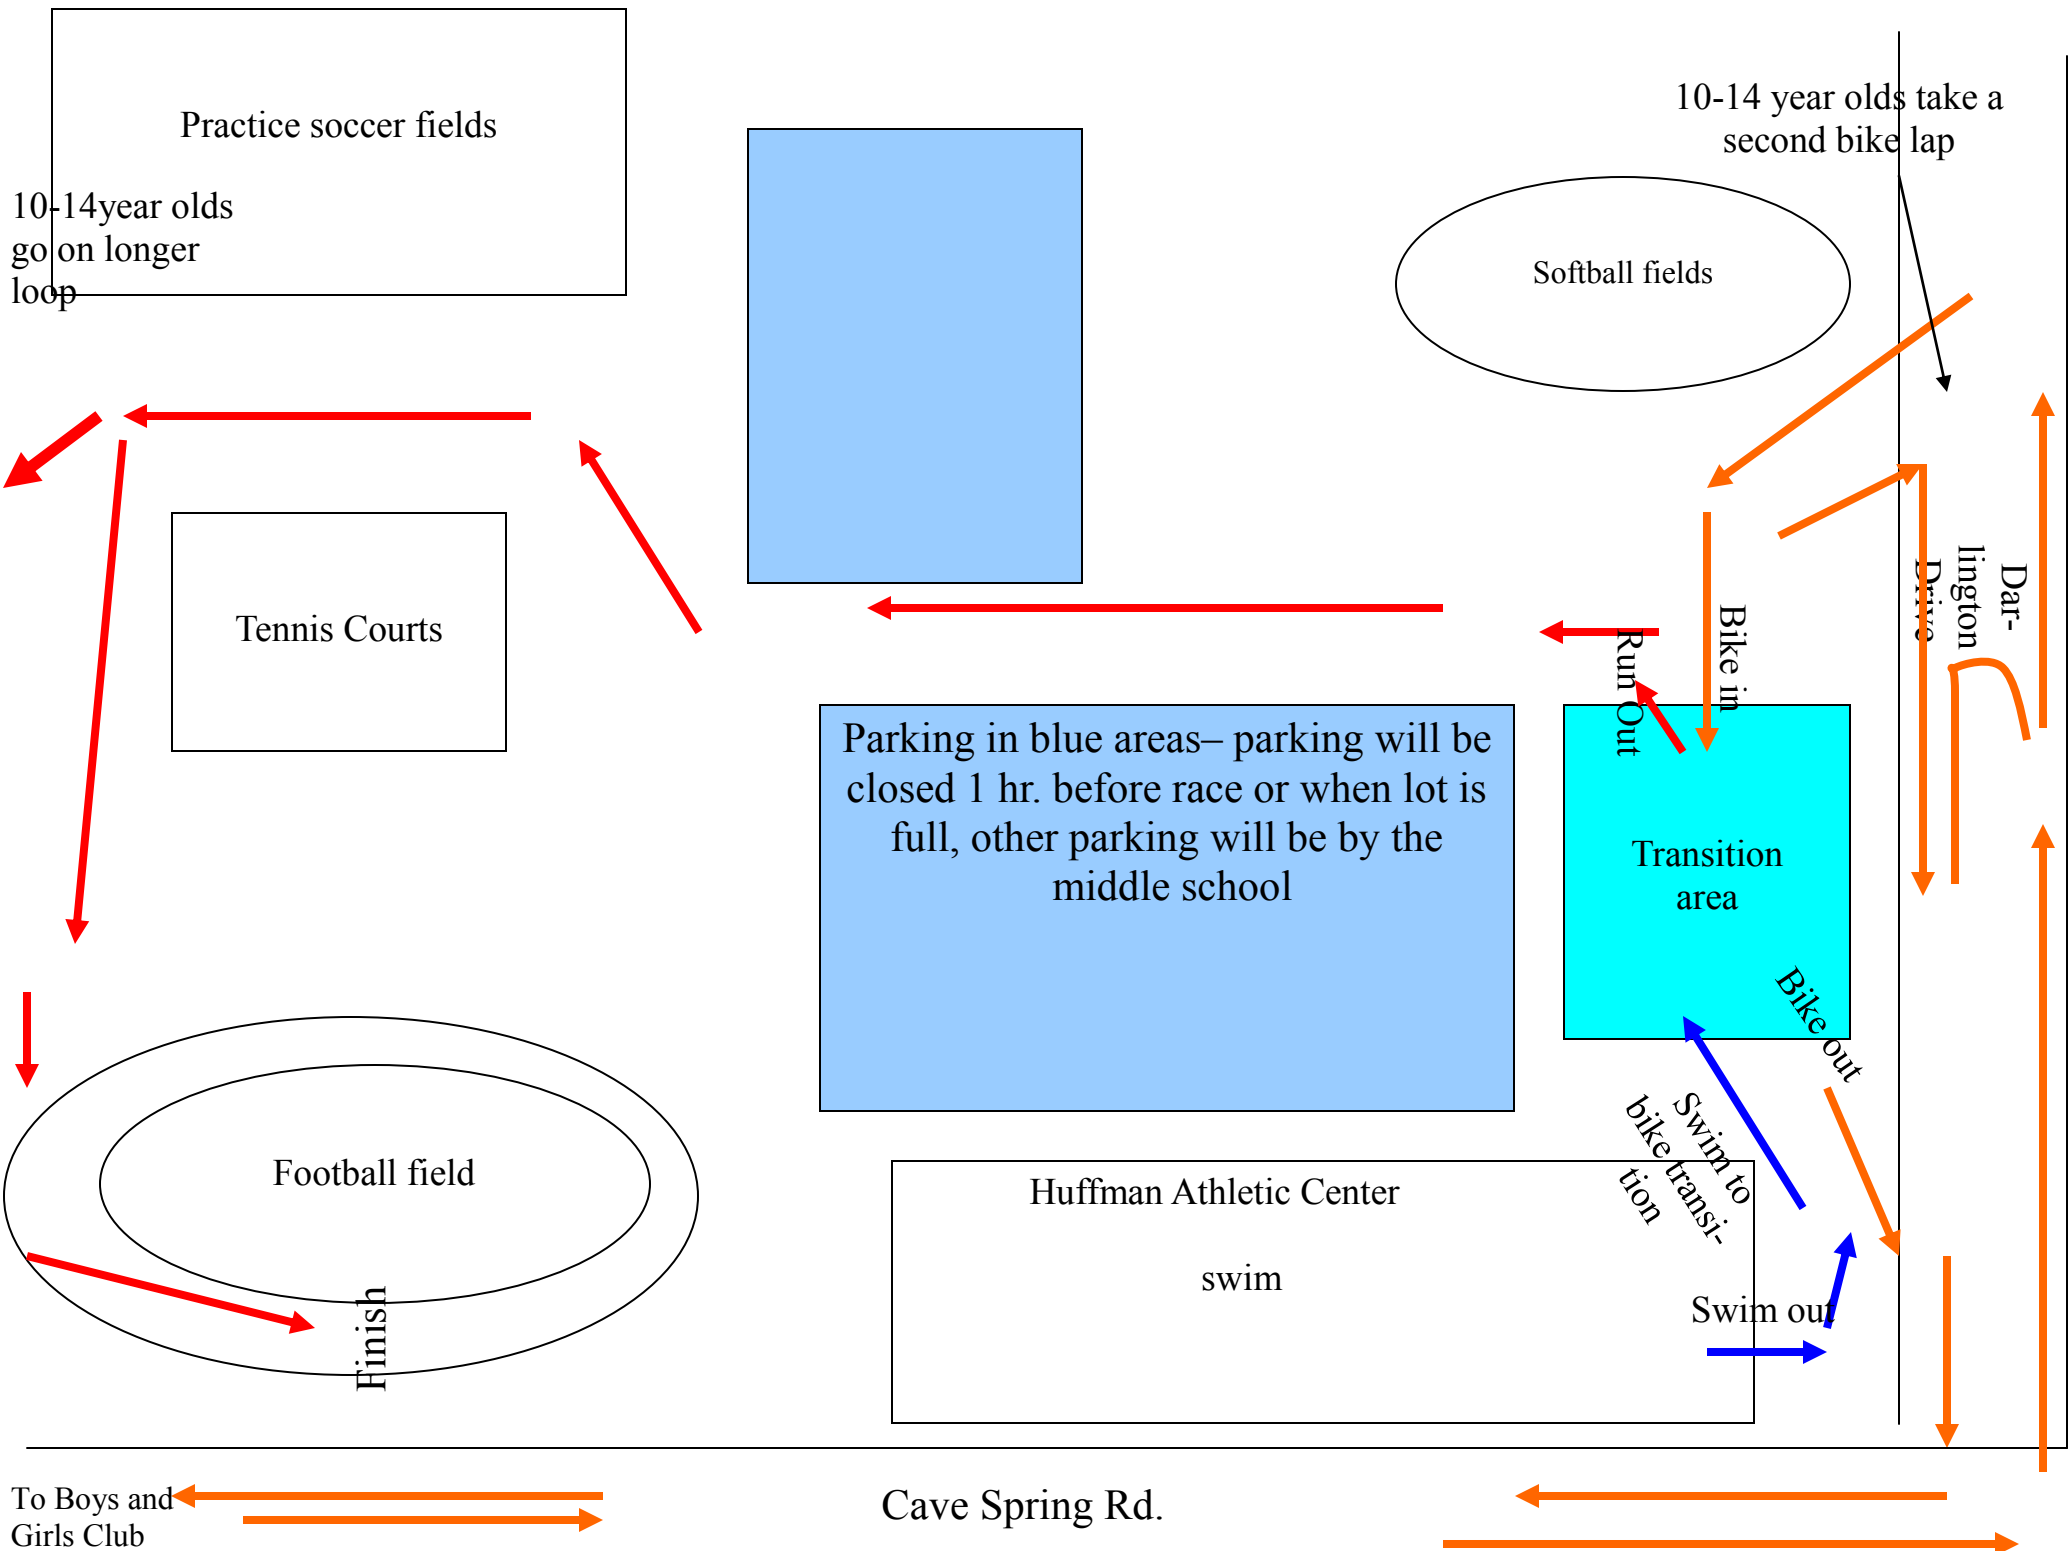 Practice soccer fields
10-14year olds
go on longer
loop
10-14 year olds take a
second bike lap
Softball fields
Tennis Courts
Dar-
lington
Drive
Bike in
Run Out
Parking in blue areas– parking will be
closed 1 hr. before race or when lot is
full, other parking will be by the
middle school
Transition
area
Bike out
Swim to
bike transi-
tion
Football field
Huffman Athletic Center
swim
Swim out
Finish
To Boys and
Girls Club
Cave Spring Rd.